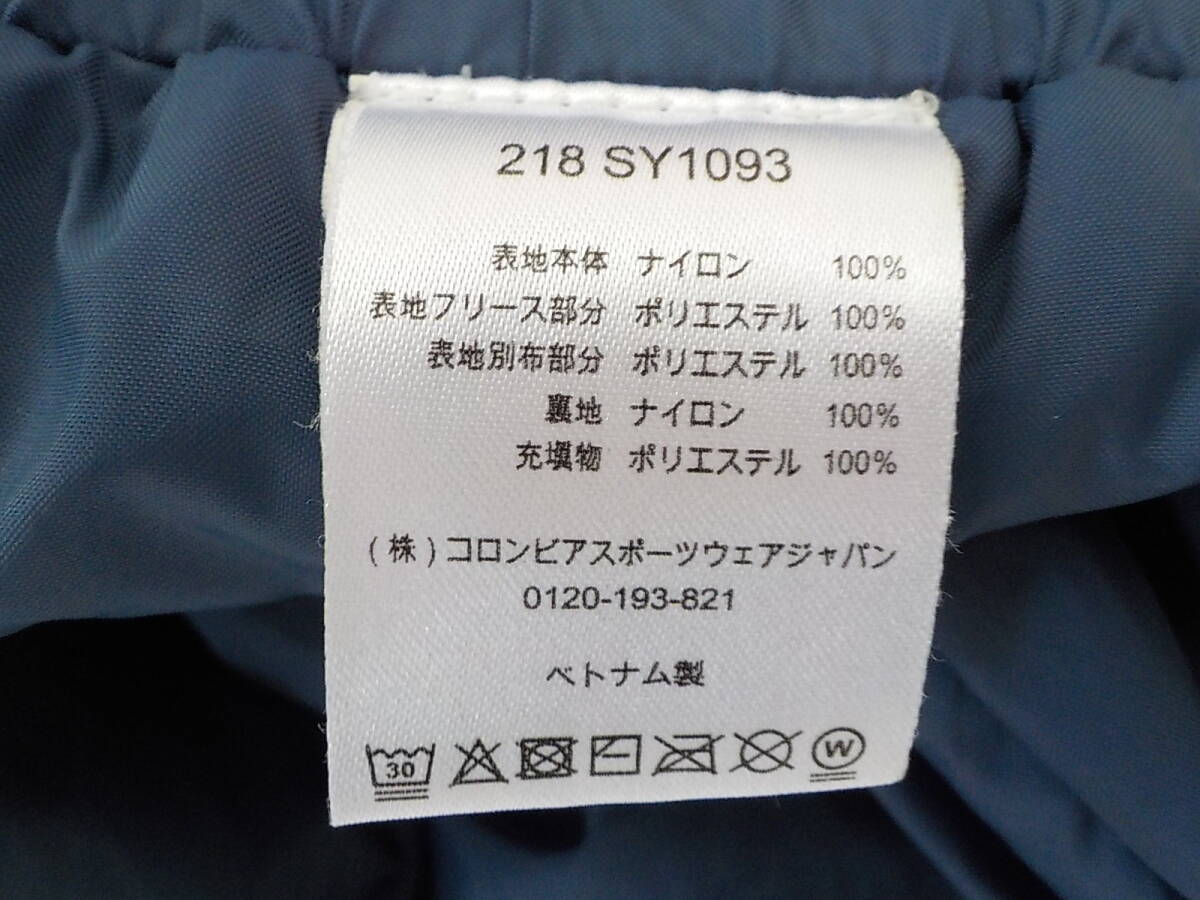 218 SY1093
表地本体 ナイロン 100%
表地フリース部分 ポリエステル 100%
表地別布部分 ポリエステル 100%
裏地 ナイロン 100%
充填物 ポリエステル 100%
(株)コロンビアスポーツウェアジャパン
0120-193-821
ベトナム製
30 W